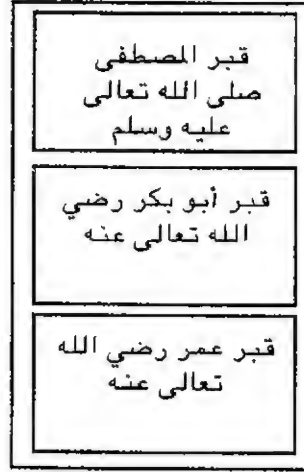 قبر المصطفى
صلى الله تعالى
عليه وسلم
قبر أبو بكر رضي
الله تعالى عنه
قبر عمر رضي الله
تعالى عنه